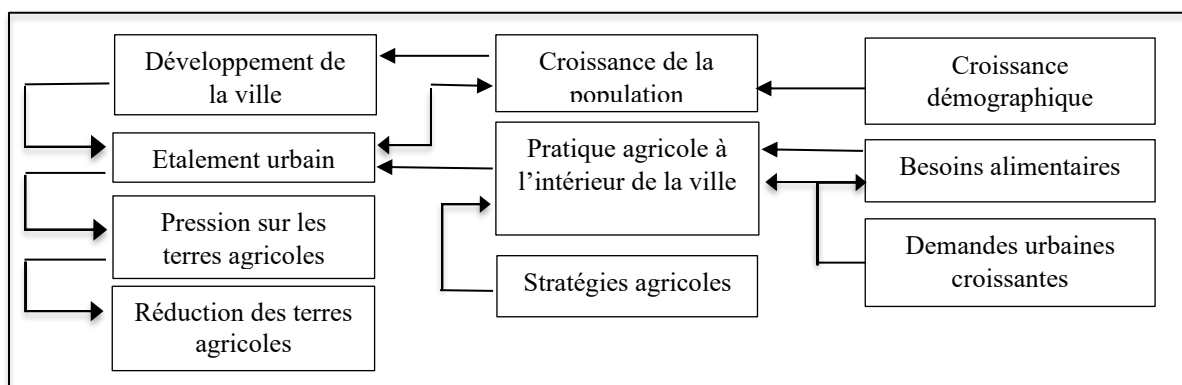 Développement de
la ville
Etalement urbain
Pression sur les
terres agricoles
Réduction des terres
agricoles
Croissance de la
population
Pratique agricole à
l'intérieur de la ville
Stratégies agricoles
Croissance
démographique
Besoins alimentaires
Demandes urbaines
croissantes